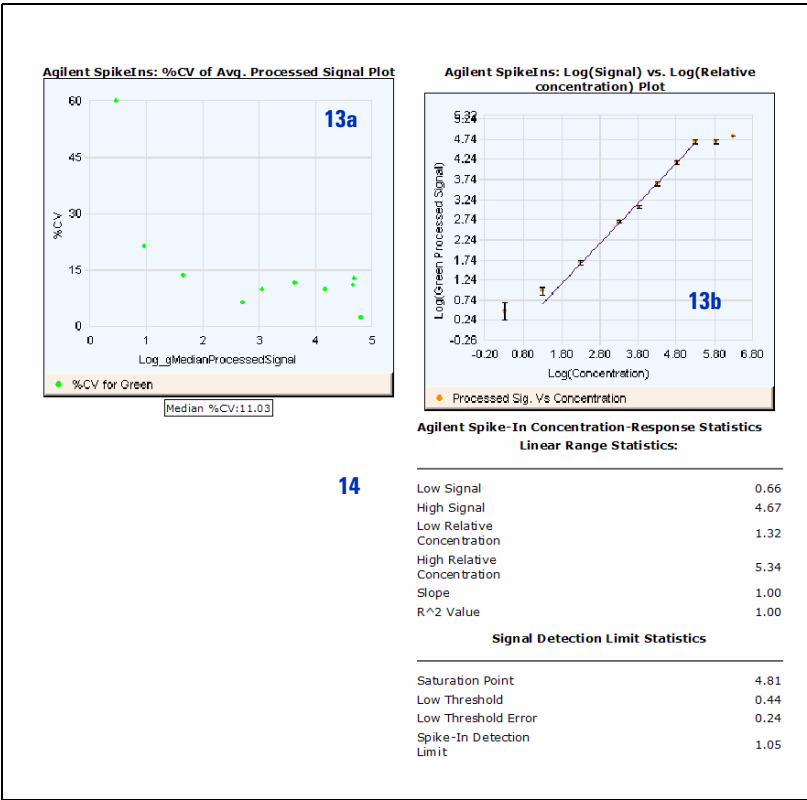 Agilent SpikeIns: %CV of Avg. Processed Signal Plot
13a
60
45
30
15
0
%CV
0 1 2 3 4 5
Log_gMedianProcessedSignal
%CV for Green
Median %CV:11.03
Agilent SpikeIns: Log(Signal) vs. Log(Relative
concentration) Plot
5.32
5.24
4.74
4.24
3.74
3.24
2.74
2.24
1.74
1.24
0.74
0.24
-0.26
Log(Green Processed Signal)
13b
-0.20 0.80 1.80 2.80 3.80 4.80 5.80 6.80
Log(Concentration)
Processed Sig. Vs Concentration
14
Agilent Spike-In Concentration-Response Statistics
Linear Range Statistics:
Low Signal 0.66
High Signal 4.67
Low Relative
Concentration 1.32
High Relative
Concentration 5.34
Slope 1.00
R^2 Value 1.00
Signal Detection Limit Statistics
Saturation Point 4.81
Low Threshold 0.44
Low Threshold Error 0.24
Spike-In Detection
Limit 1.05